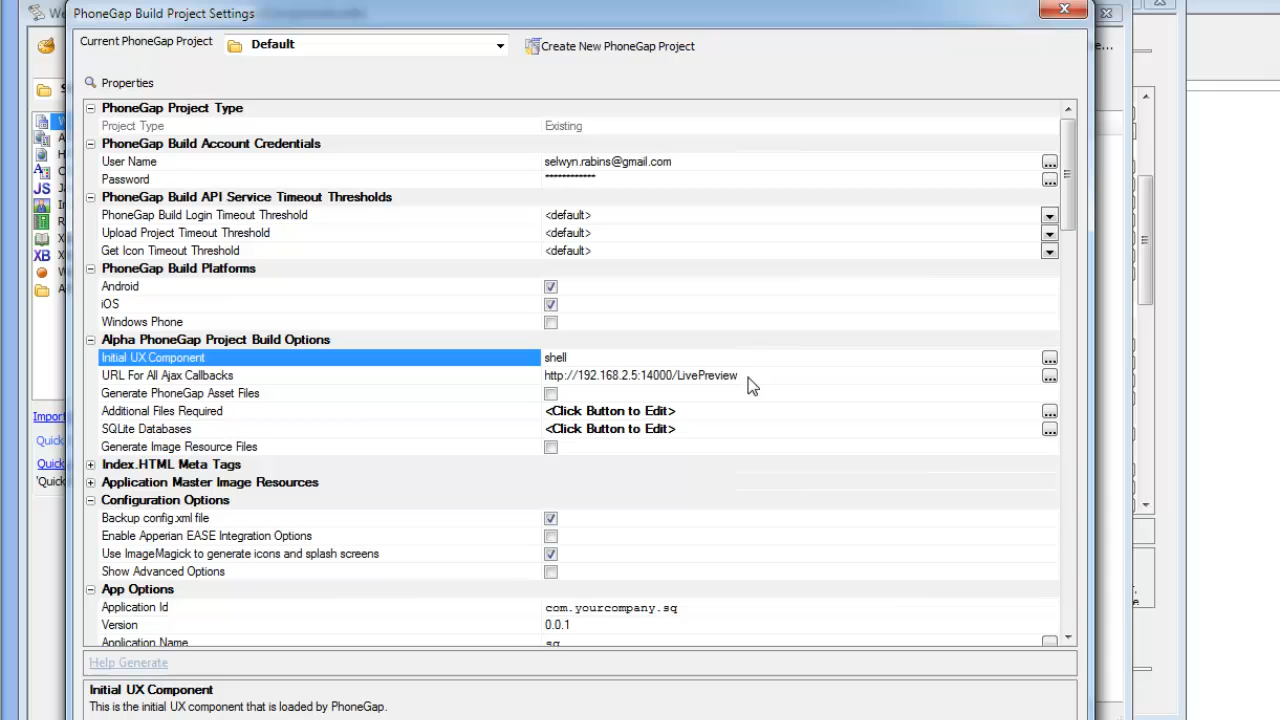 PhoneGap Build Project Settings
Current PhoneGap Project
Default
Create New PhoneGap Project
Properties
PhoneGap Project Type
Project Type Existing
PhoneGap Build Account Credentials
User Name selwyn.rabins@gmail.com
Password ************
PhoneGap Build API Service Timeout Thresholds
PhoneGap Build Login Timeout Threshold <default>
Upload Project Timeout Threshold <default>
Get Icon Timeout Threshold <default>
PhoneGap Build Platforms
Android
iOS
Windows Phone
Alpha PhoneGap Project Build Options
Initial UX Component shell
URL For All Ajax Callbacks http://192.168.2.5:14000/LivePreview
Generate PhoneGap Asset Files
Additional Files Required <Click Button to Edit>
SQLite Databases <Click Button to Edit>
Generate Image Resource Files
Index.HTML Meta Tags
Application Master Image Resources
Configuration Options
Backup config.xml file
Enable Apperian EASE Integration Options
Use ImageMagick to generate icons and splash screens
Show Advanced Options
App Options
Application Id com.yourcompany.sq
Version 0.0.1
Application Name sq
Help Generate
Initial UX Component
This is the initial UX component that is loaded by PhoneGap.
JS
XB
Import
Quick
Quick
'Quick